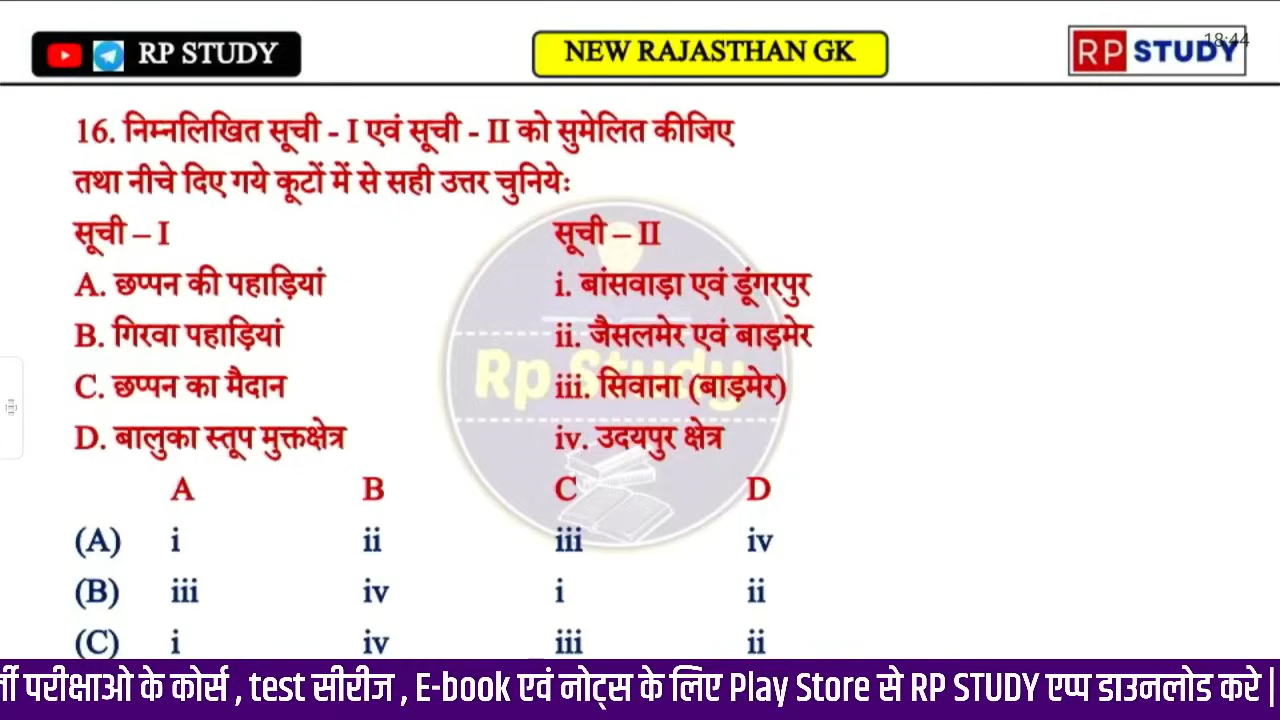 RP STUDY
NEW RAJASTHAN GK
RP STUDY
18:44
16. निम्नलिखित सूची - I एवं सूची - II को सुमेलित कीजिए
तथा नीचे दिए गये कूटों में से सही उत्तर चुनियेः
सूची – I सूची – II
A. छप्पन की पहाड़ियां i. बांसवाड़ा एवं डूंगरपुर
B. गिरवा पहाड़ियां ii. जैसलमेर एवं बाड़मेर
Rp Study
C. छप्पन का मैदान iii. सिवाना (बाड़मेर)
D. बालुका स्तूप मुक्तक्षेत्र iv. उदयपुर क्षेत्र
A B C D
(A) i ii iii iv
(B) iii iv i ii
(C) i iv iii ii
परीक्षाओ के कोर्स , test सीरीज , E-book एवं नोट्स के लिए Play Store से RP STUDY एप्प डाउनलोड करे |